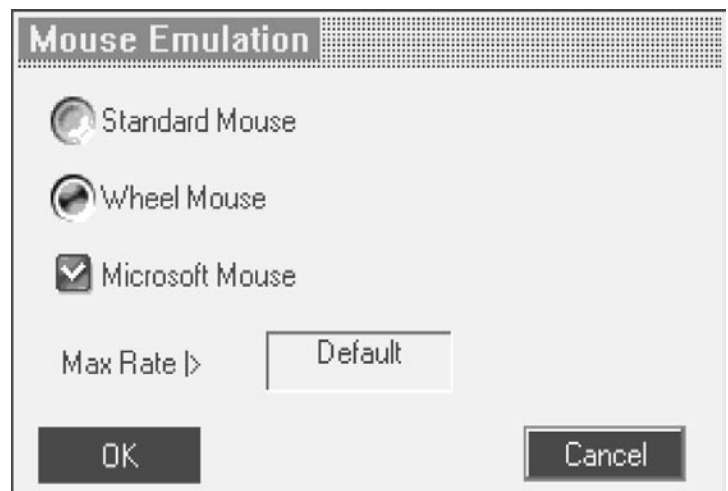 Mouse Emulation
Standard Mouse
Wheel Mouse
Microsoft Mouse
Max Rate |> Default
OK Cancel